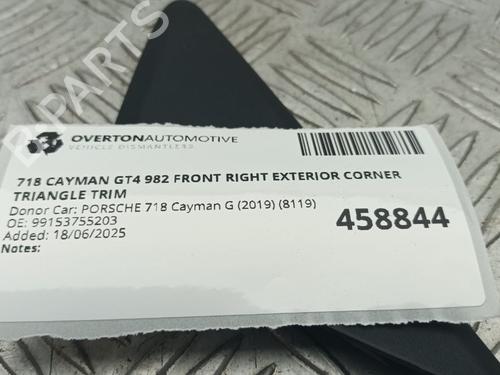 B-PARTS
OVERTONAUTOMOTIVE
VEHICLE DISMANTLERS
718 CAYMAN GT4 982 FRONT RIGHT EXTERIOR CORNER
TRIANGLE TRIM
Donor Car: PORSCHE 718 Cayman G (2019) (8119)
OE: 99153755203
Added: 18/06/2025
Notes:
458844